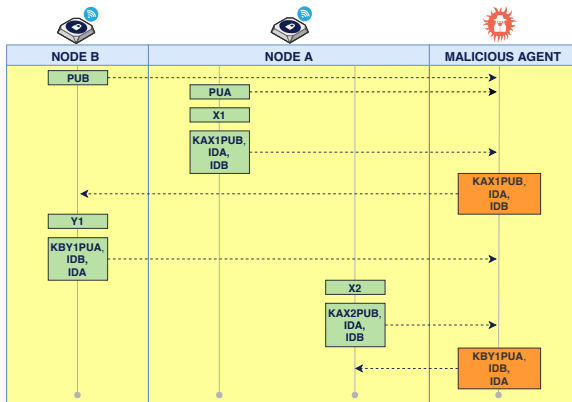 NODE B
NODE A
MALICIOUS AGENT
PUB
PUA
X1
KAX1PUB,
IDA,
IDB
KAX1PUB,
IDA,
IDB
Y1
KBY1PUA,
IDB,
IDA
X2
KAX2PUB,
IDA,
IDB
KBY1PUA,
IDB,
IDA